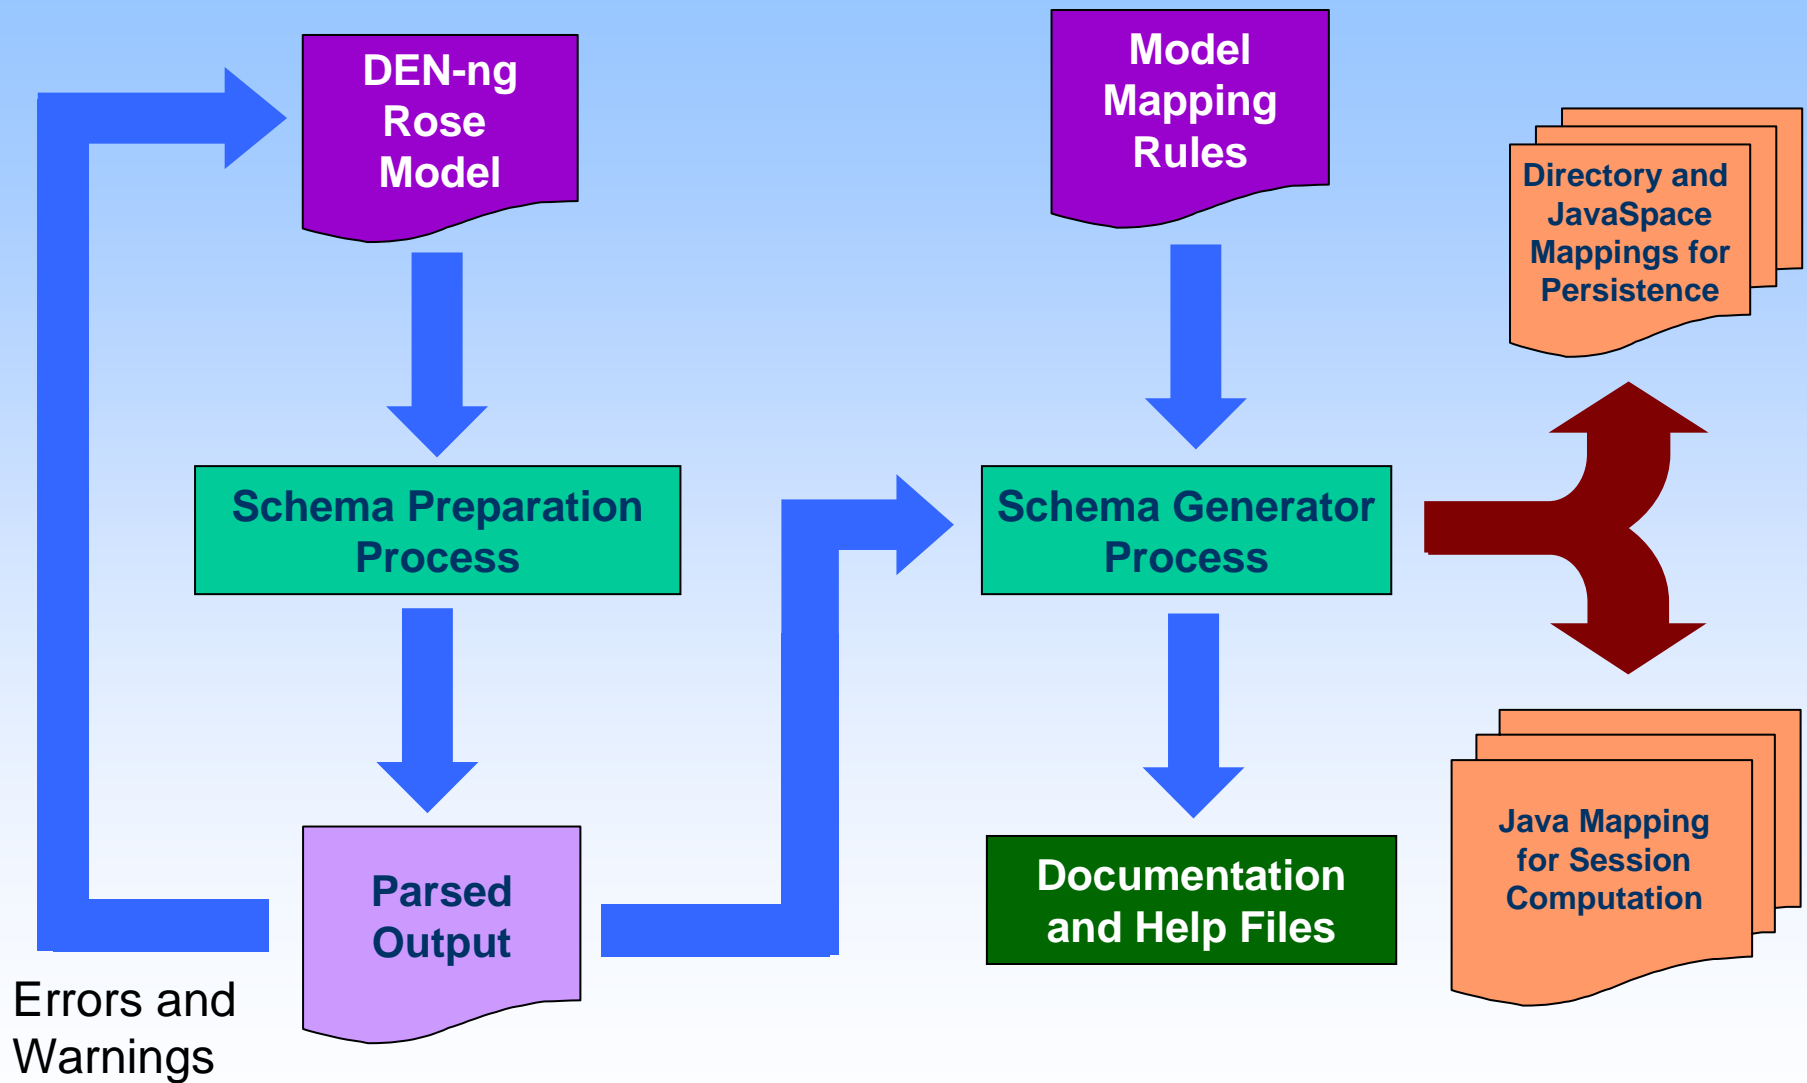 DEN-ng
Rose
Model
Model
Mapping
Rules
Directory and
JavaSpace
Mappings for
Persistence
Schema Preparation
Process
Schema Generator
Process
Parsed
Output
Documentation
and Help Files
Java Mapping
for Session
Computation
Errors and
Warnings